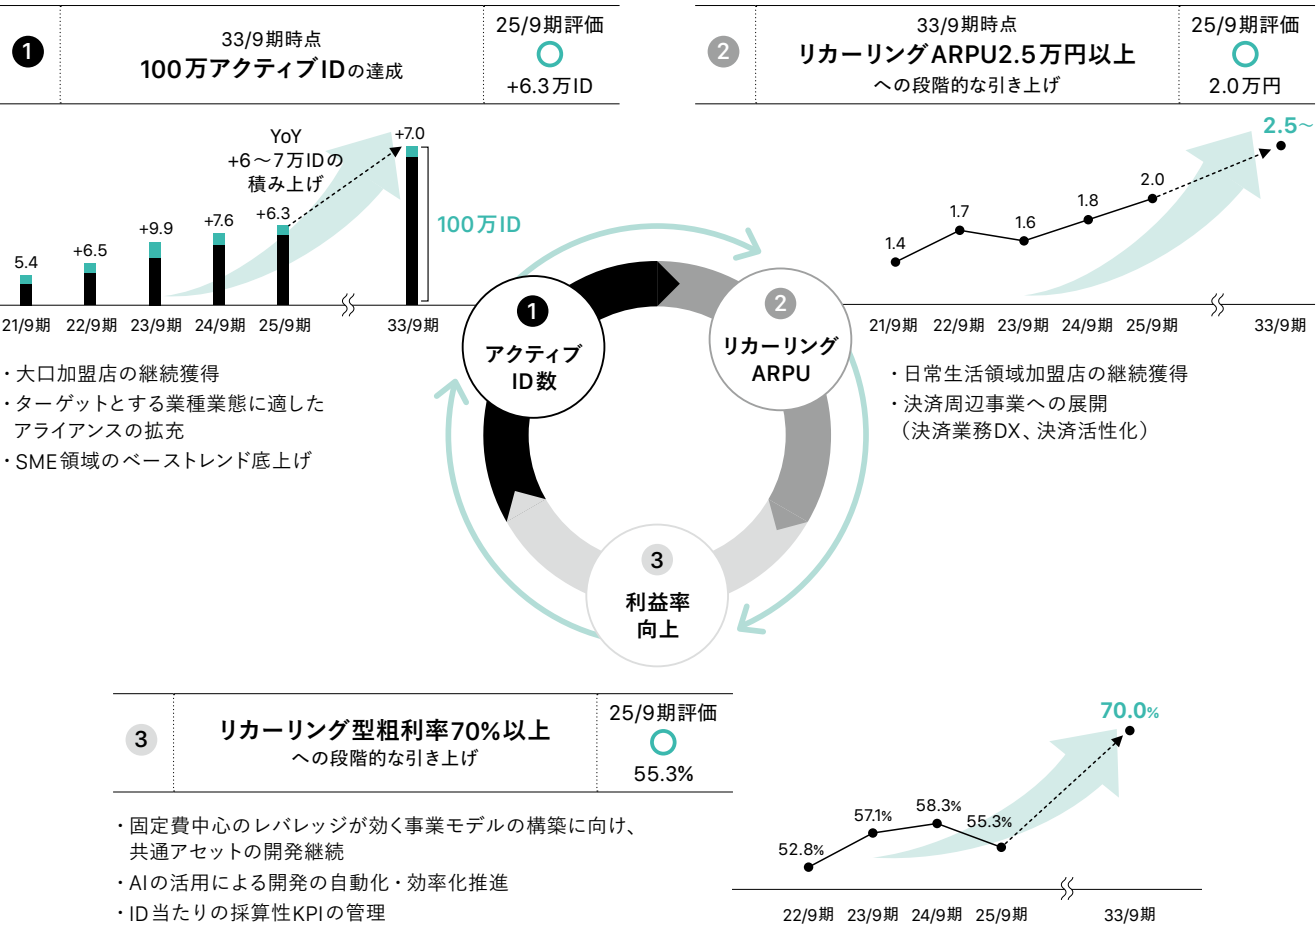 1
33/9期時点
100万アクティブIDの達成
25/9期評価
○
+6.3万ID
YoY
+6〜7万IDの
積み上げ
5.4
+6.5
+9.9
+7.6
+6.3
+7.0
100万ID
21/9期 22/9期 23/9期 24/9期 25/9期 33/9期
・大口加盟店の継続獲得
・ターゲットとする業種業態に適した
アライアンスの拡充
・SME領域のベーストレンド底上げ
2
33/9期時点
リカーリングARPU2.5万円以上
への段階的な引き上げ
25/9期評価
○
2.0万円
1.4
1.7
1.6
1.8
2.0
2.5〜
21/9期 22/9期 23/9期 24/9期 25/9期 33/9期
・日常生活領域加盟店の継続獲得
・決済周辺事業への展開
（決済業務DX、決済活性化）
1
アクティブ
ID数
2
リカーリング
ARPU
3
利益率
向上
3
リカーリング型粗利率70%以上
への段階的な引き上げ
25/9期評価
○
55.3%
・固定費中心のレバレッジが効く事業モデルの構築に向け、
共通アセットの開発継続
・AIの活用による開発の自動化・効率化推進
・ID当たりの採算性KPIの管理
52.8%
57.1%
58.3%
55.3%
70.0%
22/9期 23/9期 24/9期 25/9期 33/9期